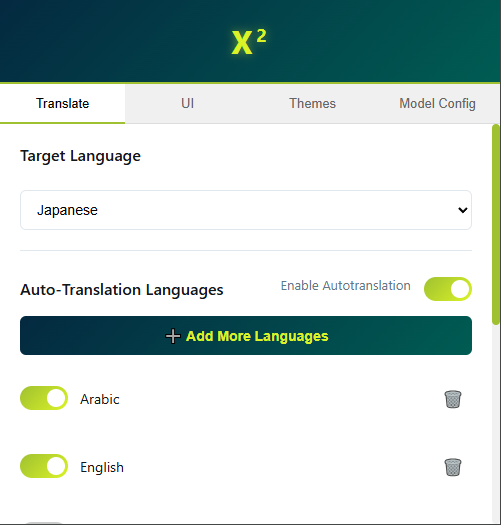 X²
Translate UI Themes Model Config
Target Language
Japanese
Auto-Translation Languages Enable Autotranslation
+ Add More Languages
Arabic
English